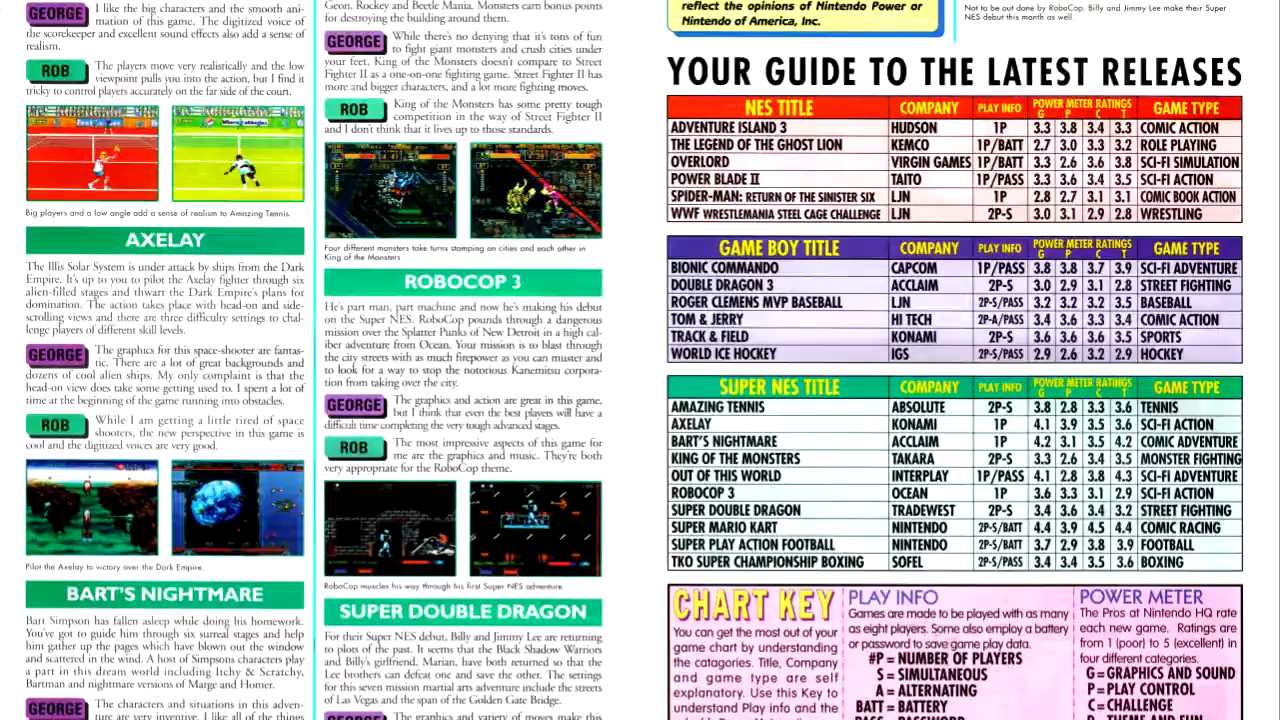 GEORGE I like the big characters and the smooth ani-
mation of this game. The digitized voice of
the scorekeeper and excellent sound effects also add a sense of
realism.
ROB The players move very realistically and the low
viewpoint pulls you into the action, but I find it
tricky to control players accurately on the far side of the court.
Big players and a low angle add a sense of realism to Amazing Tennis.
AXELAY
The Illis Solar System is under attack by ships from the Dark
Empire. It's up to you to pilot the Axelay fighter through six
alien-filled stages and thwart the Dark Empire's plans for
domination. The action takes place with head-on and side-
scrolling views and there are three difficulty settings to chal-
lenge players of different skill levels.
GEORGE The graphics for this space-shooter are fantas-
tic. There are a lot of great backgrounds and
dozens of cool alien ships. My only complaint is that the
head-on view does take some getting used to. I spent a lot of
time at the beginning of the game running into obstacles.
ROB While I am getting a little tired of space
shooters, the new perspective in this game is
cool and the digitized voices are very good.
Pilot the Axelay to victory over the Dark Empire.
BART'S NIGHTMARE
Bart Simpson has fallen asleep while doing his homework.
You've got to guide him through six surreal stages and help
him gather up the pages which have blown out the window
and scattered in the wind. A host of Simpsons characters play
a part in this dream world including Itchy & Scratchy,
Bartman and nightmare versions of Marge and Homer.
GEORGE The characters and situations in this adven-
ture are very inventive. I like all of the things
Geon, Rockey and Beetle Mania. Monsters earn bonus points
for destroying the building around them.
GEORGE While there's no denying that it's tons of fun
to fight giant monsters and crush cities under
your feet, King of the Monsters doesn't compare to Street
Fighter II as a one-on-one fighting game. Street Fighter II has
more and bigger characters, and a lot more fighting moves.
ROB King of the Monsters has some pretty tough
competition in the way of Street Fighter II
and I don't think that it lives up to those standards.
Four different monsters take turns stomping on cities and each other in
King of the Monsters
ROBOCOP 3
He's part man, part machine and now he's making his debut
on the Super NES. RoboCop pounds through a dangerous
mission over the Splatter Punks of New Detroit in a high cal-
iber adventure from Ocean. Your mission is to blast through
the city streets with as much firepower as you can muster and
to look for a way to stop the notorious Kanemitsu corpora-
tion from taking over the city.
GEORGE The graphics and action are great in this game,
but I think that even the best players will have a
difficult time completing the very tough advanced stages.
ROB The most impressive aspects of this game for
me are the graphics and music. They're both
very appropriate for the RoboCop theme.
RoboCop muscles his way through his first Super NES adventure.
SUPER DOUBLE DRAGON
For their Super NES debut, Billy and Jimmy Lee are returning
to plots of the past. It seems that the Black Shadow Warriors
and Billy's girlfriend, Marian, have both returned so that the
Lee brothers can defeat one and save the other. The settings
for this seven mission martial arts adventure include the streets
of Las Vegas and the span of the Golden Gate Bridge.
GEORGE The graphics and variety of moves make this
reflect the opinions of Nintendo Power or
Nintendo of America, Inc.
Not to be out done by RoboCop, Billy and Jimmy Lee make their Super
NES debut this month as well.
YOUR GUIDE TO THE LATEST RELEASES
NES TITLE COMPANY PLAY INFO POWER METER RATINGS G P C T GAME TYPE
ADVENTURE ISLAND 3 HUDSON 1P 3.3 3.8 3.4 3.3 COMIC ACTION
THE LEGEND OF THE GHOST LION KEMCO 1P/BATT 2.7 3.0 3.3 3.2 ROLE PLAYING
OVERLORD VIRGIN GAMES 1P/BATT 3.3 2.6 3.6 3.8 SCI-FI SIMULATION
POWER BLADE II TAITO 1P/PASS 3.3 3.6 3.4 3.5 SCI-FI ACTION
SPIDER-MAN: RETURN OF THE SINISTER SIX LJN 1P 2.8 2.7 3.1 3.1 COMIC BOOK ACTION
WWF WRESTLEMANIA STEEL CAGE CHALLENGE LJN 2P-S 3.0 3.1 2.9 2.8 WRESTLING
GAME BOY TITLE COMPANY PLAY INFO POWER METER RATINGS G P C T GAME TYPE
BIONIC COMMANDO CAPCOM 1P/PASS 3.8 3.8 3.7 3.9 SCI-FI ADVENTURE
DOUBLE DRAGON 3 ACCLAIM 2P-S 3.0 2.9 3.1 2.8 STREET FIGHTING
ROGER CLEMENS MVP BASEBALL LJN 2P-S/PASS 3.2 3.2 3.2 3.5 BASEBALL
TOM & JERRY HI TECH 2P-A/PASS 3.4 3.6 3.3 3.4 COMIC ACTION
TRACK & FIELD KONAMI 2P-S 3.6 3.6 3.6 3.5 SPORTS
WORLD ICE HOCKEY IGS 2P-S/PASS 2.9 2.6 3.2 2.9 HOCKEY
SUPER NES TITLE COMPANY PLAY INFO POWER METER RATINGS G P C T GAME TYPE
AMAZING TENNIS ABSOLUTE 2P-S 3.8 2.8 3.3 3.6 TENNIS
AXELAY KONAMI 1P 4.1 3.9 3.5 3.6 SCI-FI ACTION
BART'S NIGHTMARE ACCLAIM 1P 4.2 3.1 3.5 4.2 COMIC ADVENTURE
KING OF THE MONSTERS TAKARA 2P-S 3.3 2.6 3.4 3.5 MONSTER FIGHTING
OUT OF THIS WORLD INTERPLAY 1P/PASS 4.1 2.8 3.8 4.3 SCI-FI ADVENTURE
ROBOCOP 3 OCEAN 1P 3.6 3.3 3.1 2.9 SCI-FI ACTION
SUPER DOUBLE DRAGON TRADEWEST 2P-S 3.4 3.6 3.4 3.2 STREET FIGHTING
SUPER MARIO KART NINTENDO 2P-S/BATT 4.4 3.9 4.5 4.4 COMIC RACING
SUPER PLAY ACTION FOOTBALL NINTENDO 2P-S/BATT 3.7 2.9 3.8 3.9 FOOTBALL
TKO SUPER CHAMPIONSHIP BOXING SOFEL 2P-S/PASS 3.4 3.4 3.5 3.6 BOXING
CHART KEY
You can get the most out of your
game chart by understanding
the catagories. Title, Company
and game type are self
explanatory. Use this Key to
understand Play info and the
PLAY INFO
Games are made to be played with as many
as eight players. Some also employ a battery
or password to save game play data.
#P = NUMBER OF PLAYERS
S = SIMULTANEOUS
A = ALTERNATING
BATT = BATTERY
PASS = PASSWORD
POWER METER
The Pros at Nintendo HQ rate
each new game. Ratings are
from 1 (poor) to 5 (excellent) in
four different categories.
G = GRAPHICS AND SOUND
P = PLAY CONTROL
C = CHALLENGE